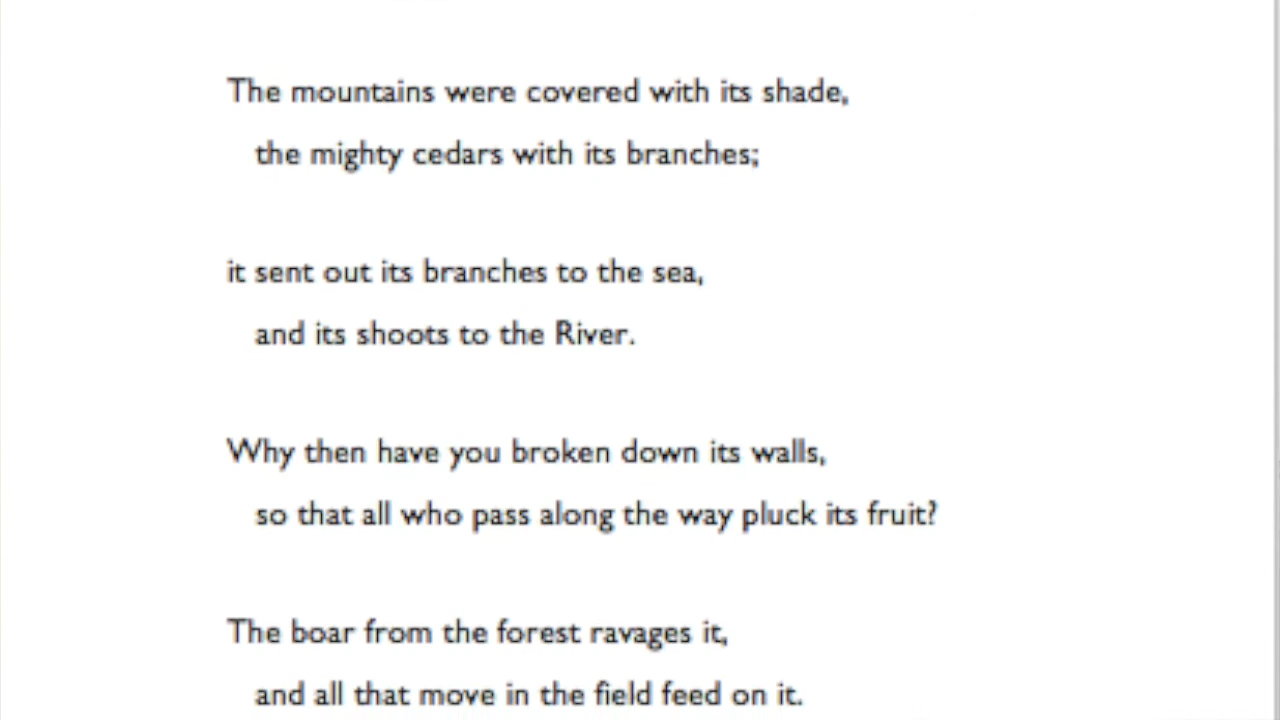 The mountains were covered with its shade,
the mighty cedars with its branches;
it sent out its branches to the sea,
and its shoots to the River.
Why then have you broken down its walls,
so that all who pass along the way pluck its fruit?
The boar from the forest ravages it,
and all that move in the field feed on it.